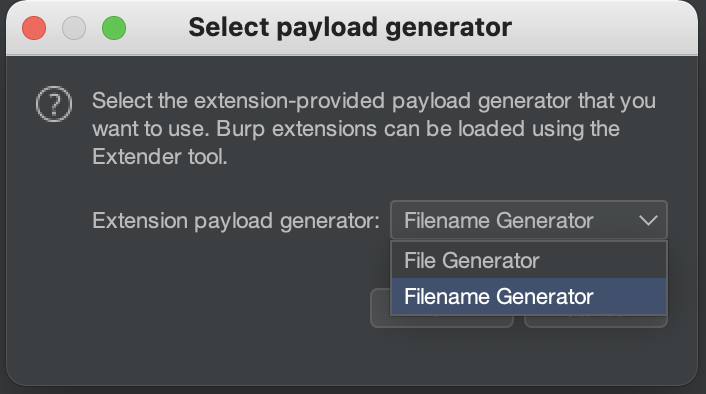 Select payload generator
Select the extension-provided payload generator that you
want to use. Burp extensions can be loaded using the
Extender tool.
Extension payload generator: Filename Generator
File Generator
Filename Generator